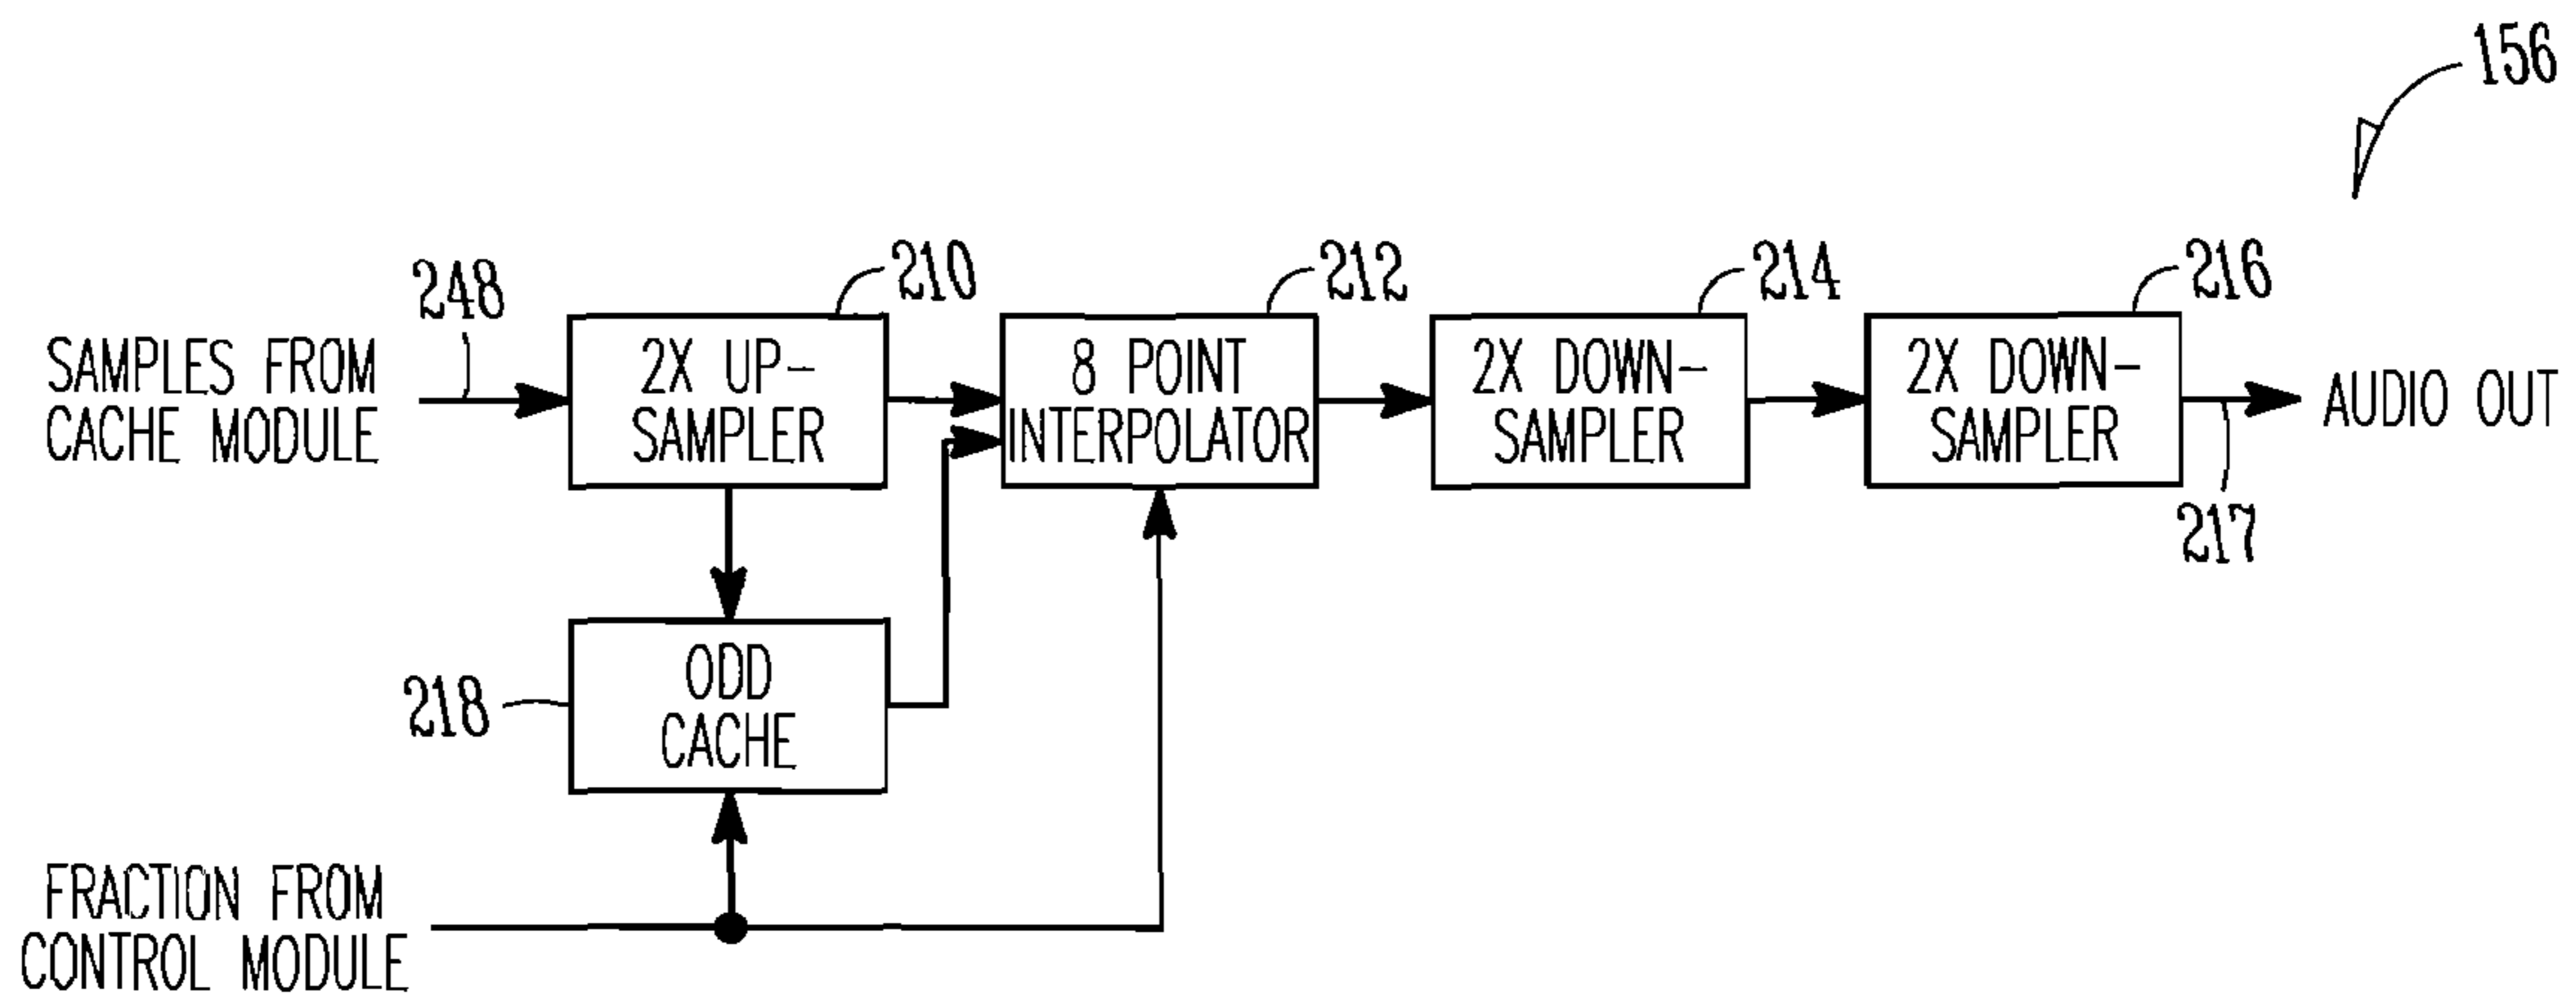 156
248
210
212
214
216
SAMPLES FROM
CACHE MODULE
2X UP-
SAMPLER
8 POINT
INTERPOLATOR
2X DOWN-
SAMPLER
2X DOWN-
SAMPLER
AUDIO OUT
217
218
ODD
CACHE
FRACTION FROM
CONTROL MODULE